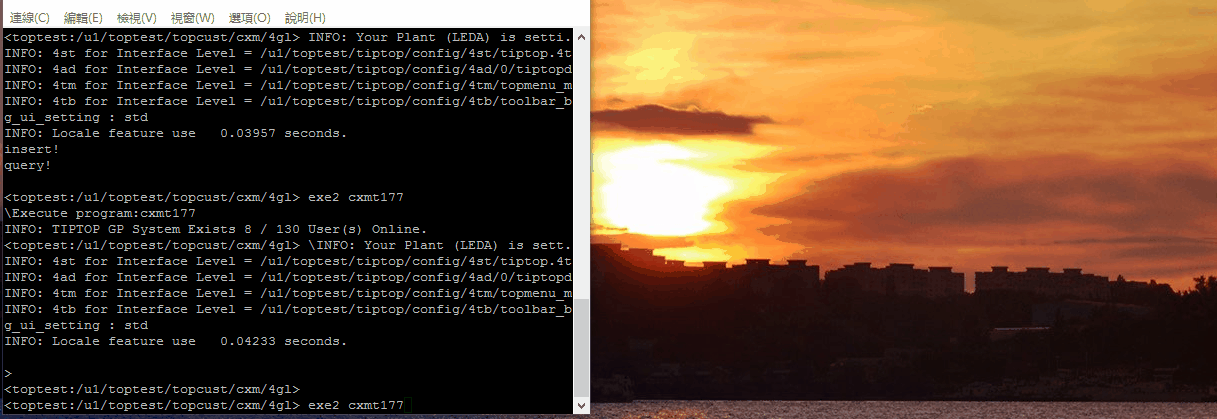 連線(C) 編輯(E) 檢視(V) 視窗(W) 選項(O) 說明(H)
<toptest:/u1/toptest/topcust/cxm/4gl> INFO: Your Plant (LEDA) is setti.
INFO: 4st for Interface Level = /u1/toptest/tiptop/config/4st/tiptop.4t
INFO: 4ad for Interface Level = /u1/toptest/tiptop/config/4ad/0/tiptopd
INFO: 4tm for Interface Level = /u1/toptest/tiptop/config/4tm/topmenu_m
INFO: 4tb for Interface Level = /u1/toptest/tiptop/config/4tb/toolbar_b
g_ui_setting : std
INFO: Locale feature use   0.03957 seconds.
insert!
query!
<toptest:/u1/toptest/topcust/cxm/4gl> exe2 cxmt177
\Execute program:cxmt177
INFO: TIPTOP GP System Exists 8 / 130 User(s) Online.
<toptest:/u1/toptest/topcust/cxm/4gl> \INFO: Your Plant (LEDA) is sett.
INFO: 4st for Interface Level = /u1/toptest/tiptop/config/4st/tiptop.4t
INFO: 4ad for Interface Level = /u1/toptest/tiptop/config/4ad/0/tiptopd
INFO: 4tm for Interface Level = /u1/toptest/tiptop/config/4tm/topmenu_m
INFO: 4tb for Interface Level = /u1/toptest/tiptop/config/4tb/toolbar_b
g_ui_setting : std
INFO: Locale feature use   0.04233 seconds.
>
<toptest:/u1/toptest/topcust/cxm/4gl>
<toptest:/u1/toptest/topcust/cxm/4gl> exe2 cxmt177